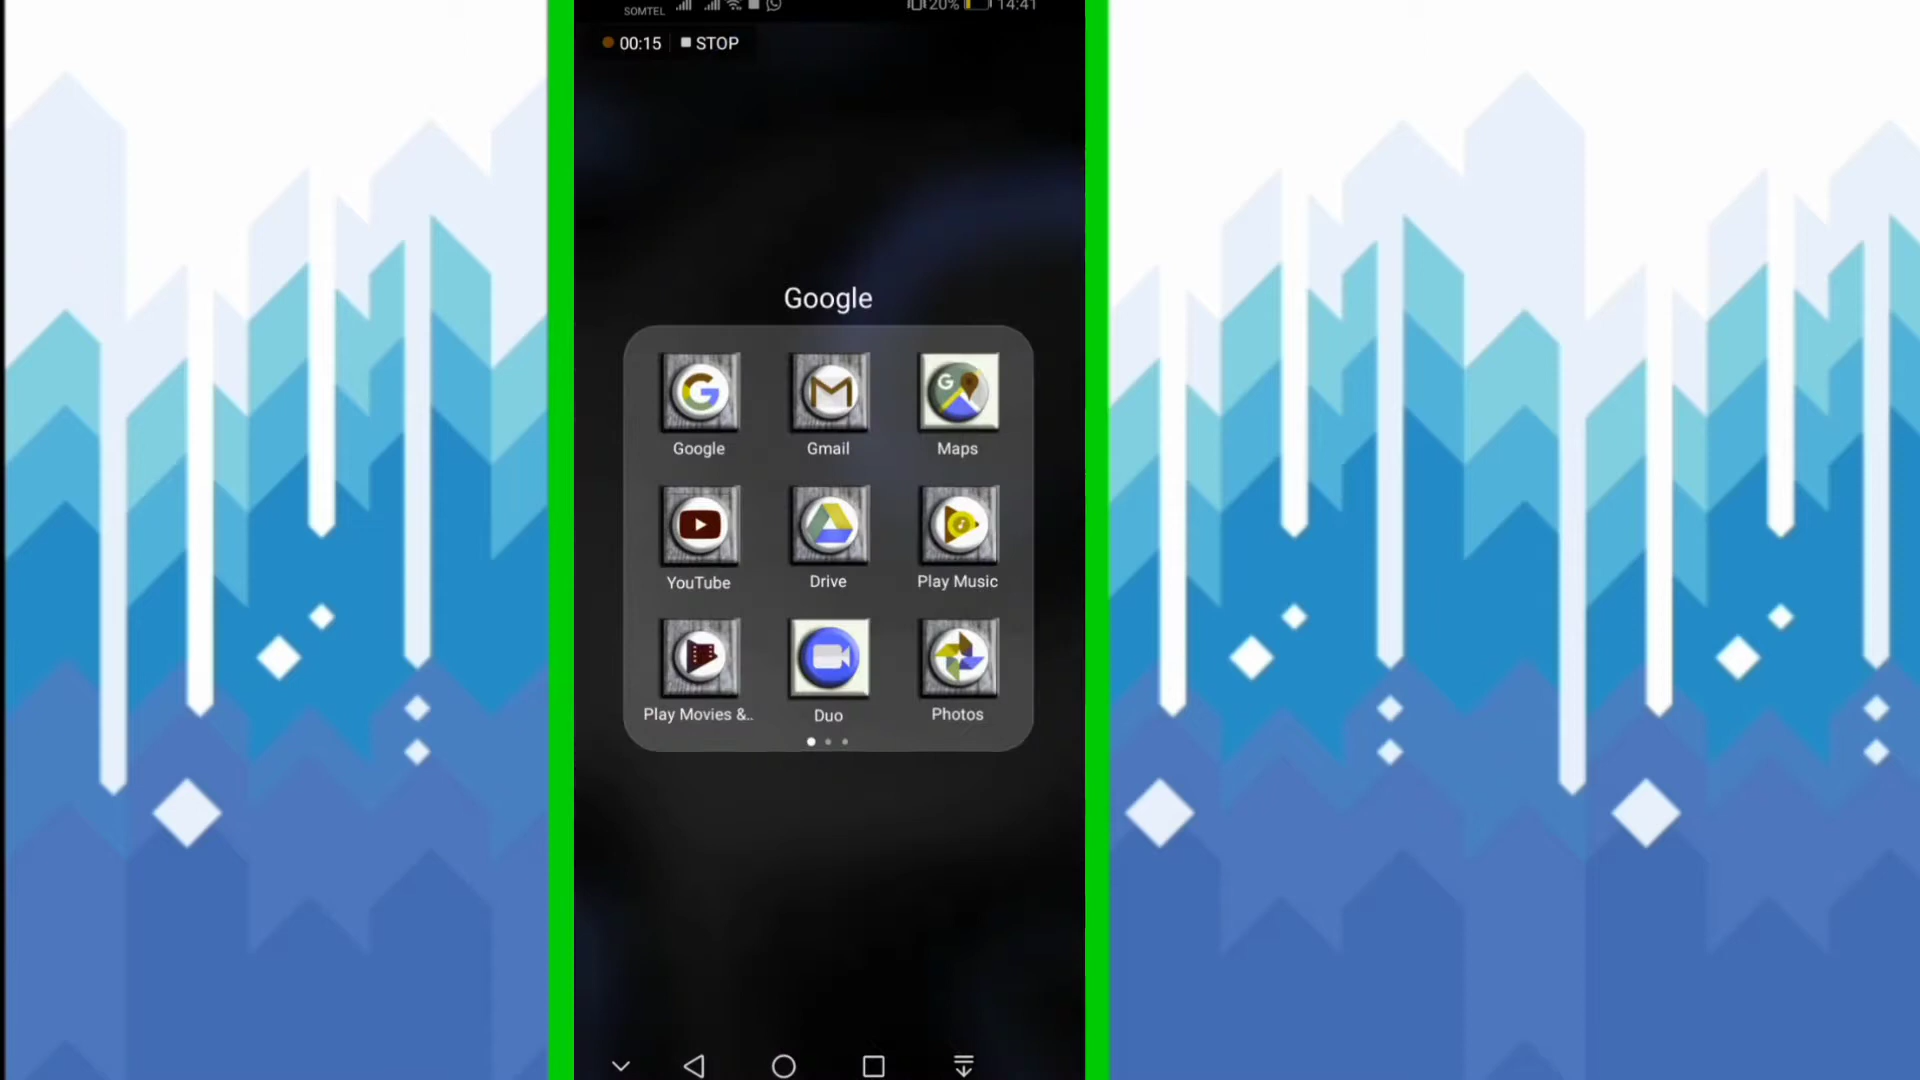 SOMTEL 20% 14:41
00:15 STOP
Google
Google Gmail Maps
YouTube Drive Play Music
Play Movies &.. Duo Photos